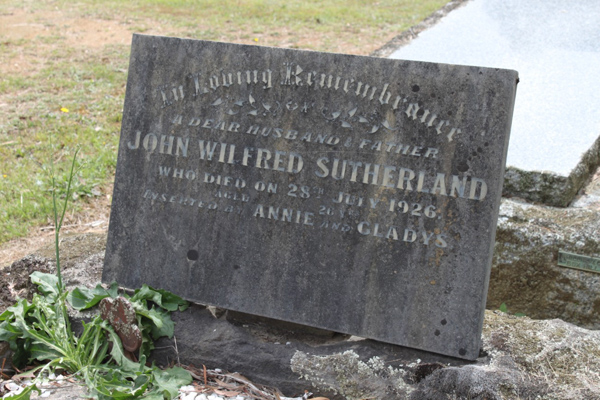 In Loving Remembrance
OF
A DEAR HUSBAND & FATHER
JOHN WILFRED SUTHERLAND
WHO DIED ON 28TH JULY 1926
AGED
INSERTED BY ANNIE AND GLADYS